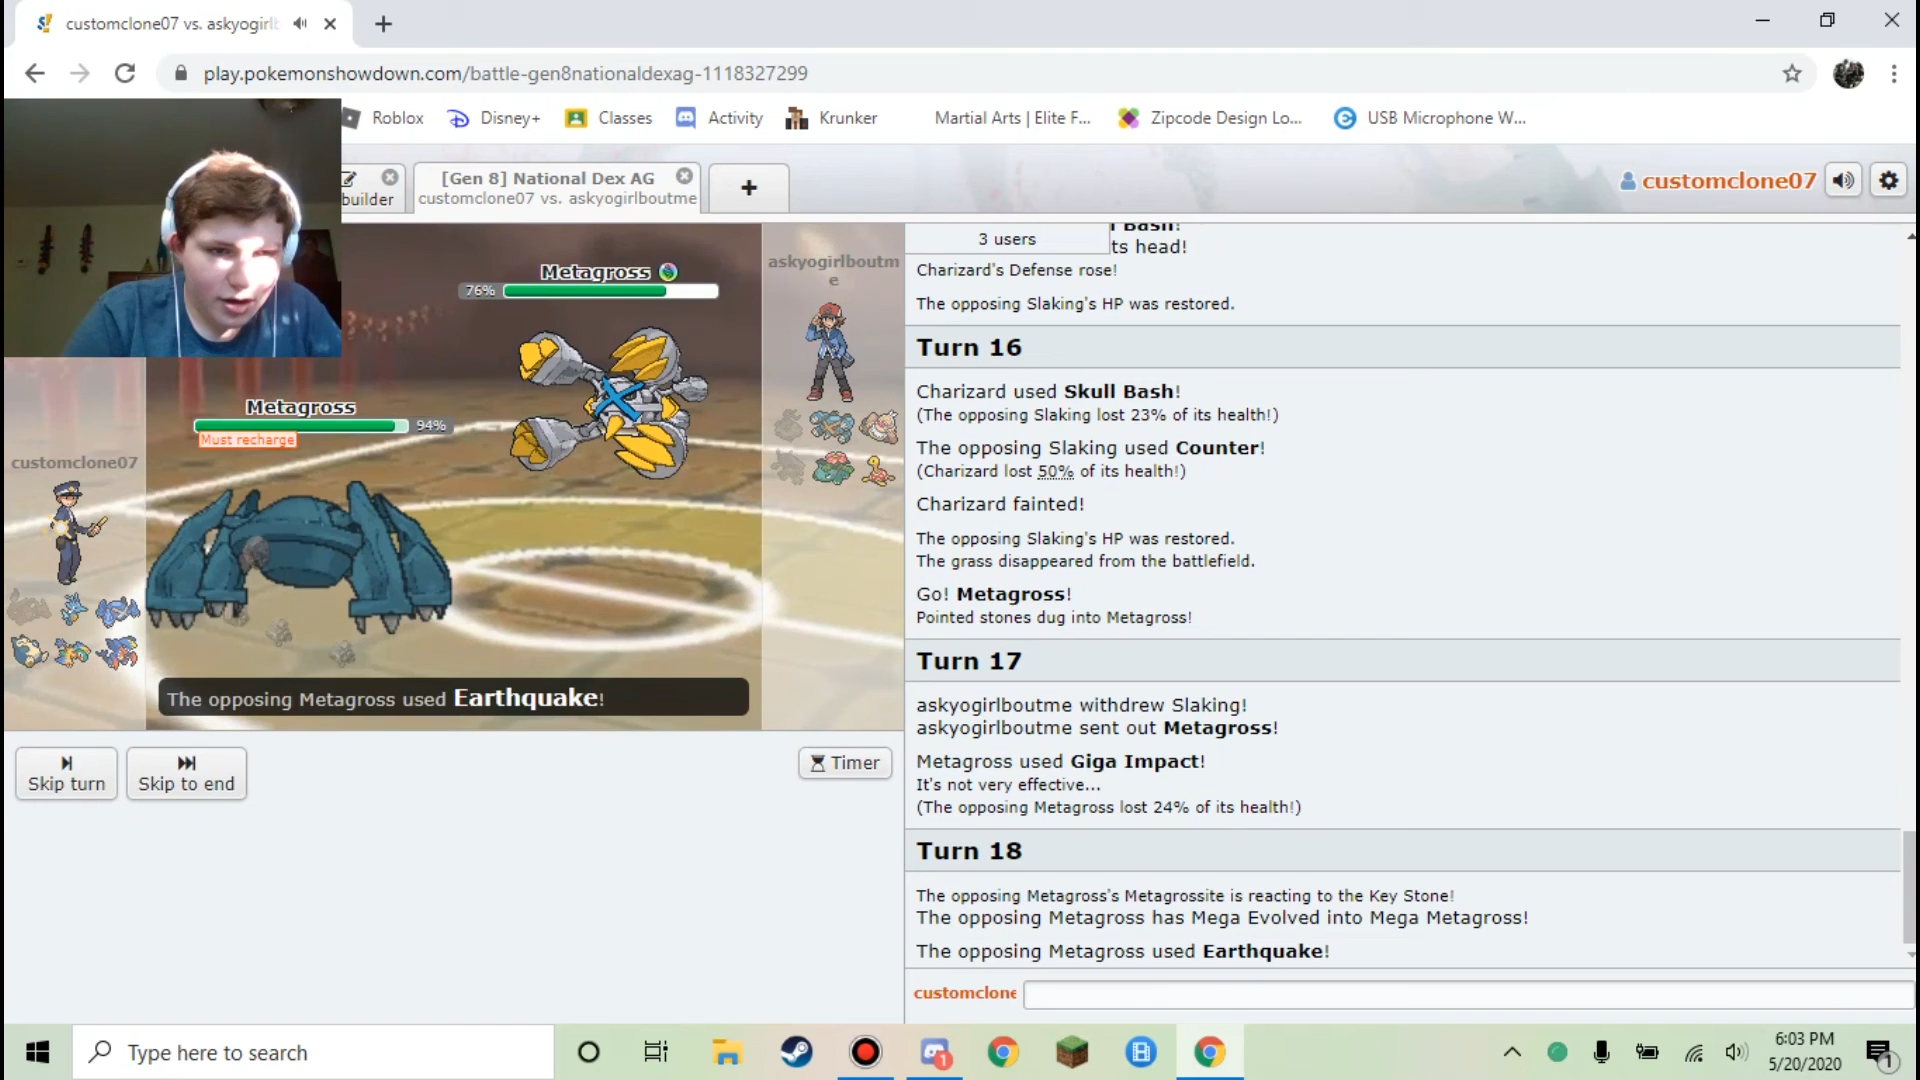 customclone07 vs. askyogirlb
play.pokemonshowdown.com/battle-gen8nationaldexag-1118327299
Roblox
Disney+
Classes
Activity
Krunker
Martial Arts | Elite F...
Zipcode Design Lo...
USB Microphone W...
builder
[Gen 8] National Dex AG
customclone07 vs. askyogirlboutme
+
customclone07
Metagross
76%
Metagross
94%
Must recharge
askyogirlboutm
e
customclone07
The opposing Metagross used Earthquake!
Skip turn
Skip to end
Timer
3 users
Bash!
ts head!
Charizard's Defense rose!
The opposing Slaking's HP was restored.
Turn 16
Charizard used Skull Bash!
(The opposing Slaking lost 23% of its health!)
The opposing Slaking used Counter!
(Charizard lost 50% of its health!)
Charizard fainted!
The opposing Slaking's HP was restored.
The grass disappeared from the battlefield.
Go! Metagross!
Pointed stones dug into Metagross!
Turn 17
askyogirlboutme withdrew Slaking!
askyogirlboutme sent out Metagross!
Metagross used Giga Impact!
It's not very effective...
(The opposing Metagross lost 24% of its health!)
Turn 18
The opposing Metagross's Metagrossite is reacting to the Key Stone!
The opposing Metagross has Mega Evolved into Mega Metagross!
The opposing Metagross used Earthquake!
customclone
Type here to search
1
6:03 PM
5/20/2020
1